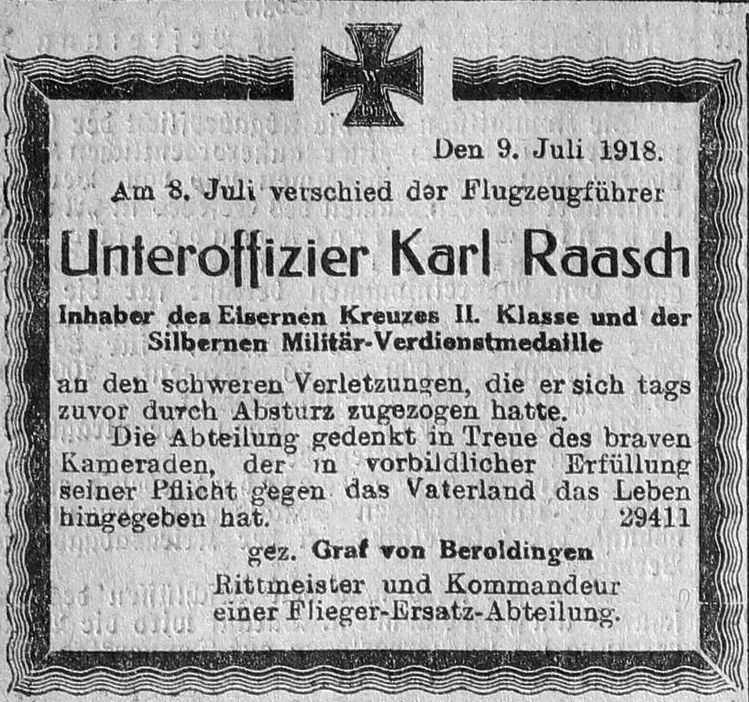 Den 9. Juli 1918.
Am 8. Juli verschied der Flugzeugführer
Unteroffizier Karl Raasch
Inhaber des Eisernen Kreuzes II. Klasse und der
Silbernen Militär-Verdienstmedaille
an den schweren Verletzungen, die er sich tags
zuvor durch Absturz zugezogen hatte.
Die Abteilung gedenkt in Treue des braven
Kameraden, der in vorbildlicher Erfüllung
seiner Pflicht gegen das Vaterland das Leben
hingegeben hat. 29411
gez. Graf von Beroldingen
Rittmeister und Kommandeur
einer Flieger-Ersatz-Abteilung.